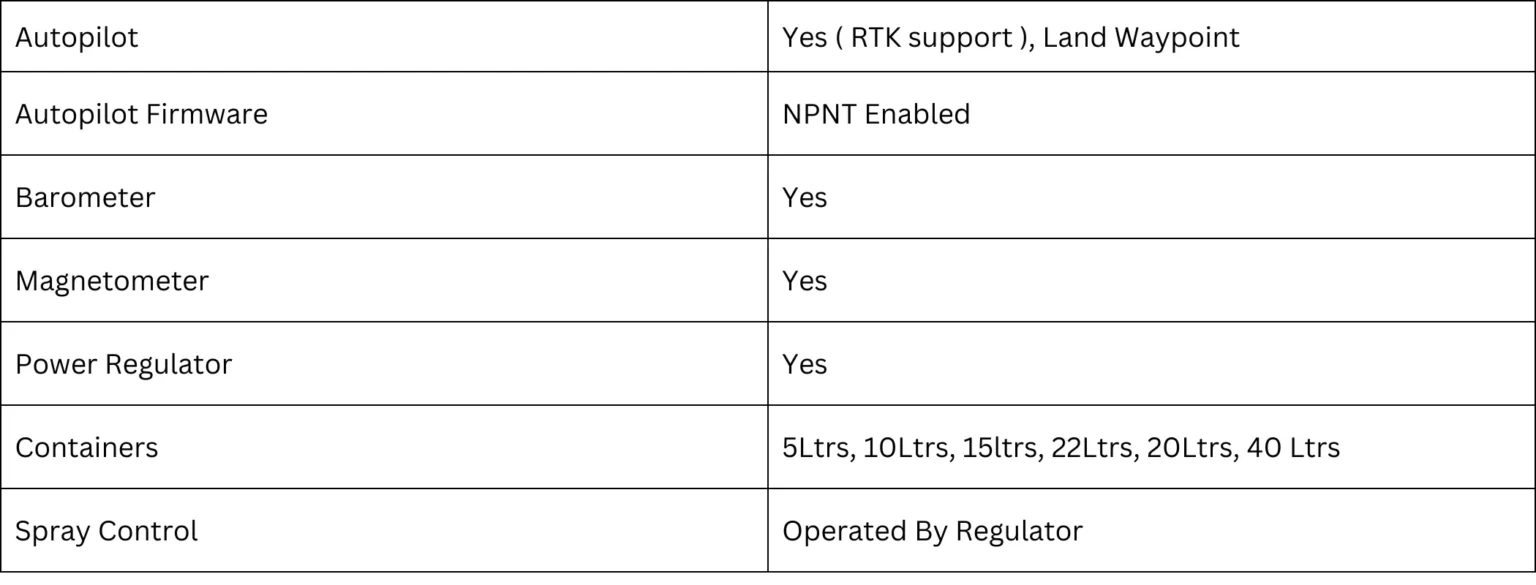 Autopilot Yes ( RTK support ), Land Waypoint
Autopilot Firmware NPNT Enabled
Barometer Yes
Magnetometer Yes
Power Regulator Yes
Containers 5Ltrs, 10Ltrs, 15ltrs, 22Ltrs, 20Ltrs, 40 Ltrs
Spray Control Operated By Regulator